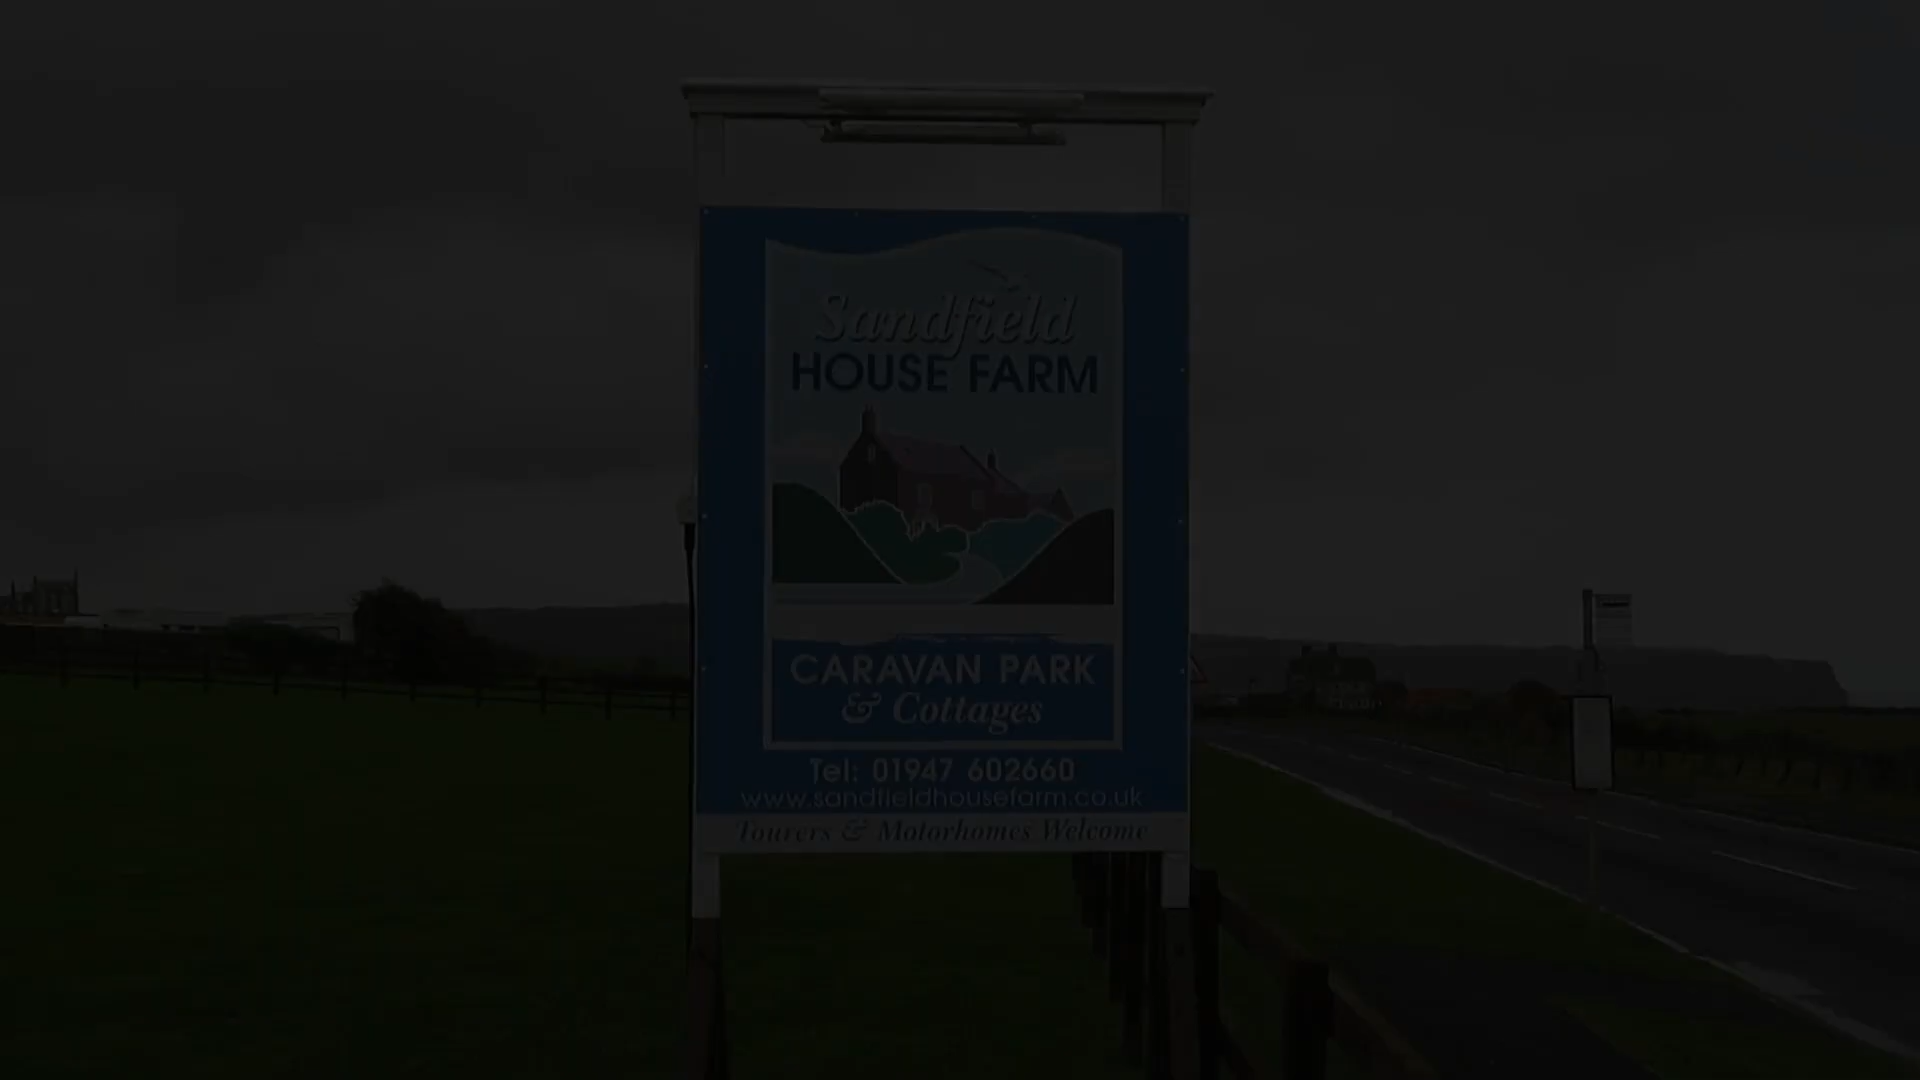 Sandfield
HOUSE FARM
CARAVAN PARK
& Cottages
Tel: 01947 602660
www.sandfieldhousefarm.co.uk
Tourers & Motorhomes Welcome